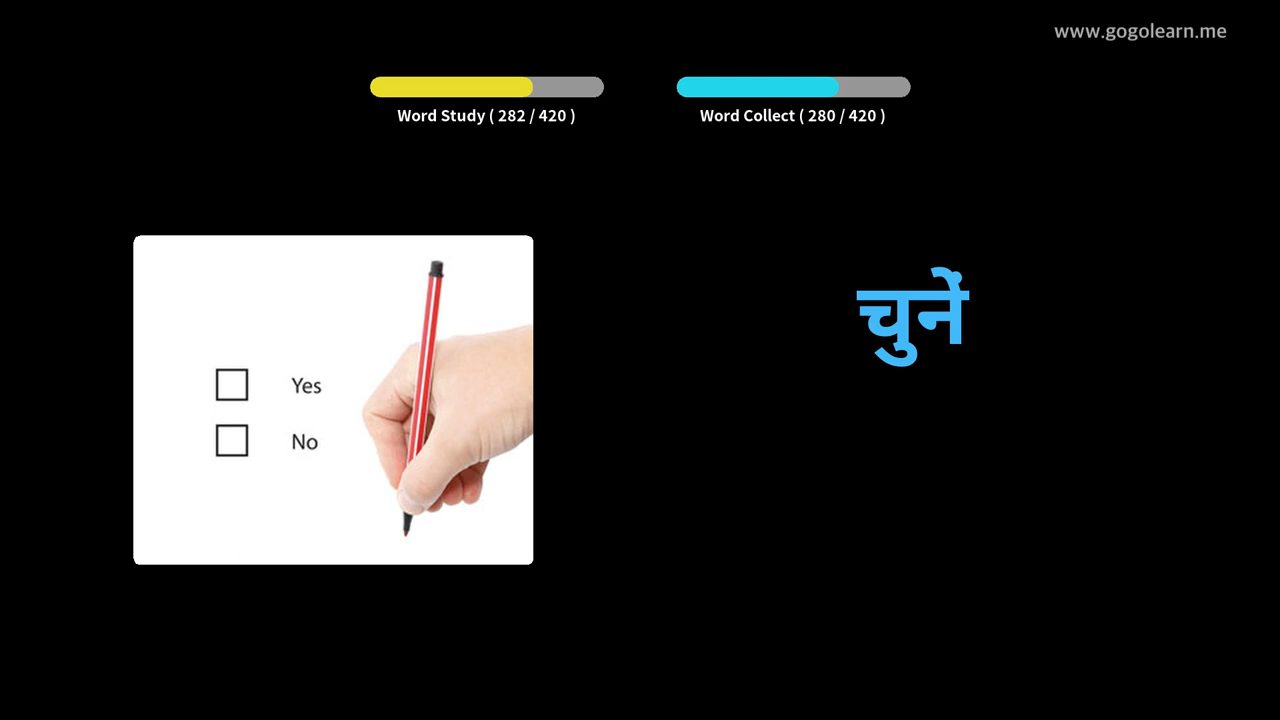 www.gogolearn.me
Word Study ( 282 / 420 )
Word Collect ( 280 / 420 )
चुनें
Yes
No